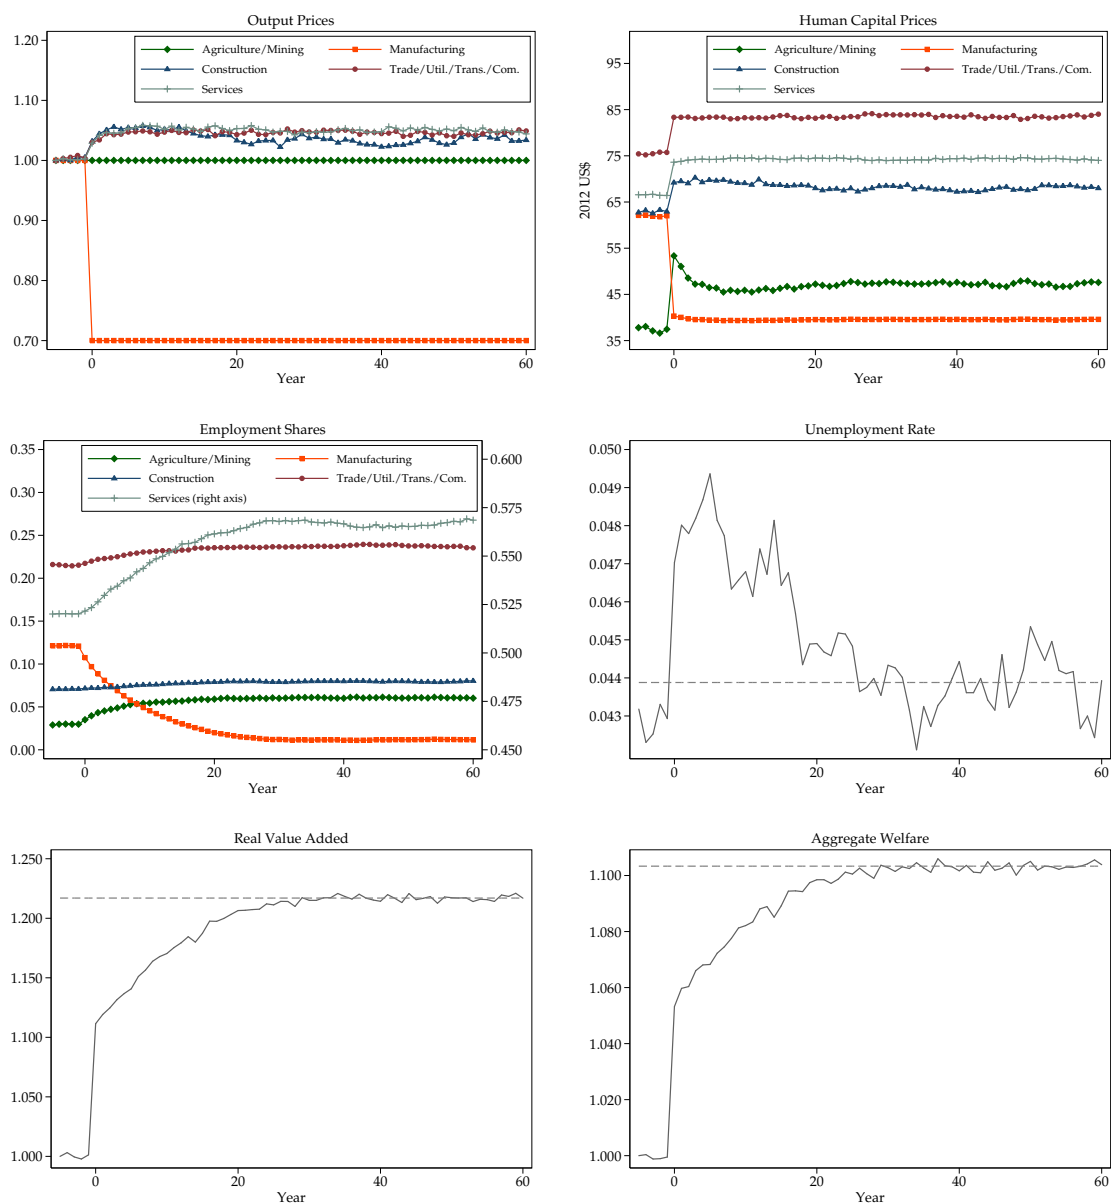 Output Prices
1.20
1.10
1.00
0.90
0.80
0.70
Agriculture/Mining
Manufacturing
Construction
Trade/Util./Trans./Com.
Services
0
20
40
60
Year
Human Capital Prices
2012 US$
95
85
75
65
55
45
35
Agriculture/Mining
Manufacturing
Construction
Trade/Util./Trans./Com.
Services
0
20
40
60
Year
Employment Shares
0.35
0.30
0.25
0.20
0.15
0.10
0.05
0.00
Agriculture/Mining
Manufacturing
Construction
Trade/Util./Trans./Com.
Services (right axis)
0.600
0.575
0.550
0.525
0.500
0.475
0.450
0
20
40
60
Year
Unemployment Rate
0.050
0.049
0.048
0.047
0.046
0.045
0.044
0.043
0
20
40
60
Year
Real Value Added
1.250
1.200
1.150
1.100
1.050
1.000
0
20
40
60
Year
Aggregate Welfare
1.100
1.080
1.060
1.040
1.020
1.000
0
20
40
60
Year